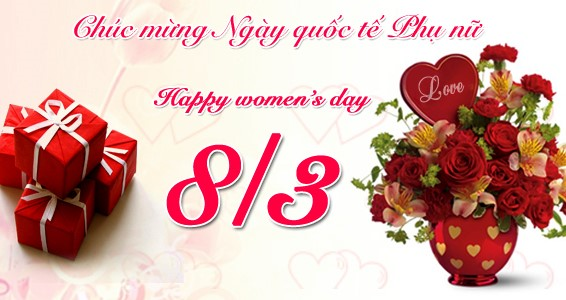 Chúc mừng Ngày quốc tế Phụ nữ
Happy women's day
Love
8/3